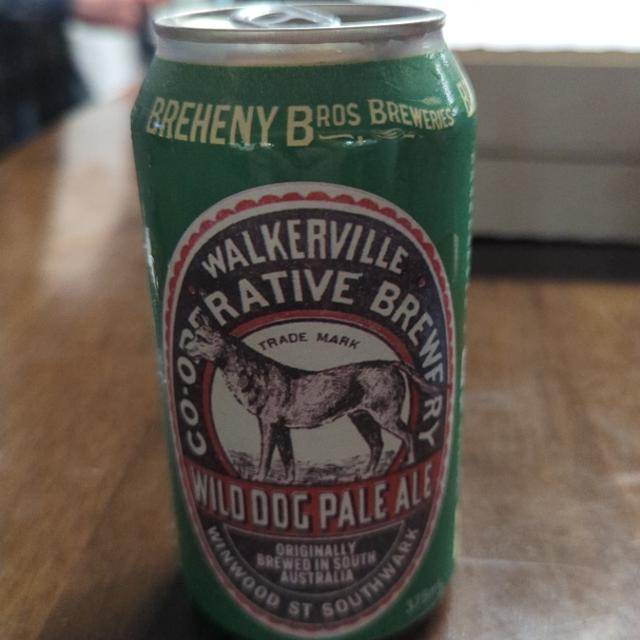 BREHENY BROS BREWERIES
WALKERVILLE
CO-OPERATIVE BREWERY
TRADE MARK
WILD DOG PALE ALE
ORIGINALLY
BREWED IN SOUTH
AUSTRALIA
WINWOOD ST SOUTHWARK
375mL